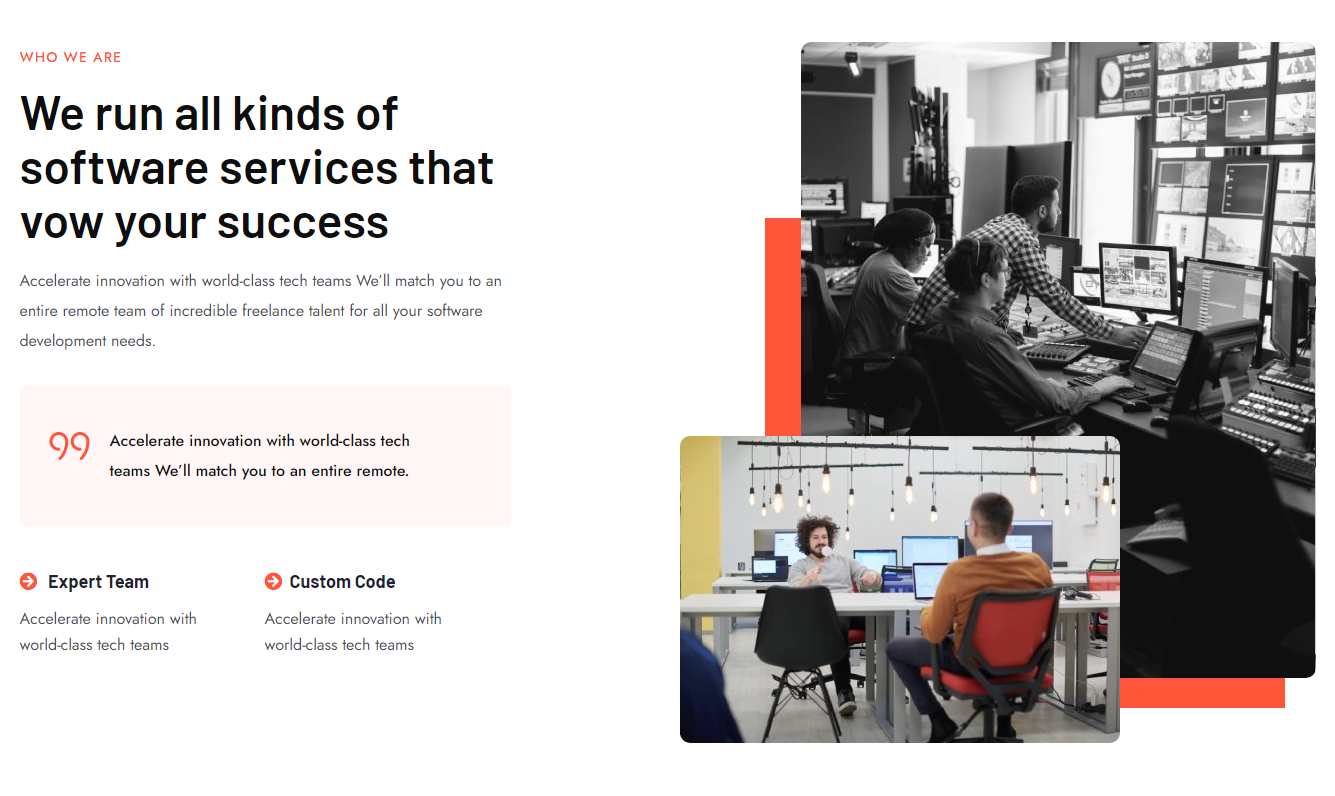 WHO WE ARE
We run all kinds of
software services that
vow your success
Accelerate innovation with world-class tech teams We’ll match you to an
entire remote team of incredible freelance talent for all your software
development needs.
Accelerate innovation with world-class tech
teams We’ll match you to an entire remote.
Expert Team
Accelerate innovation with
world-class tech teams
Custom Code
Accelerate innovation with
world-class tech teams